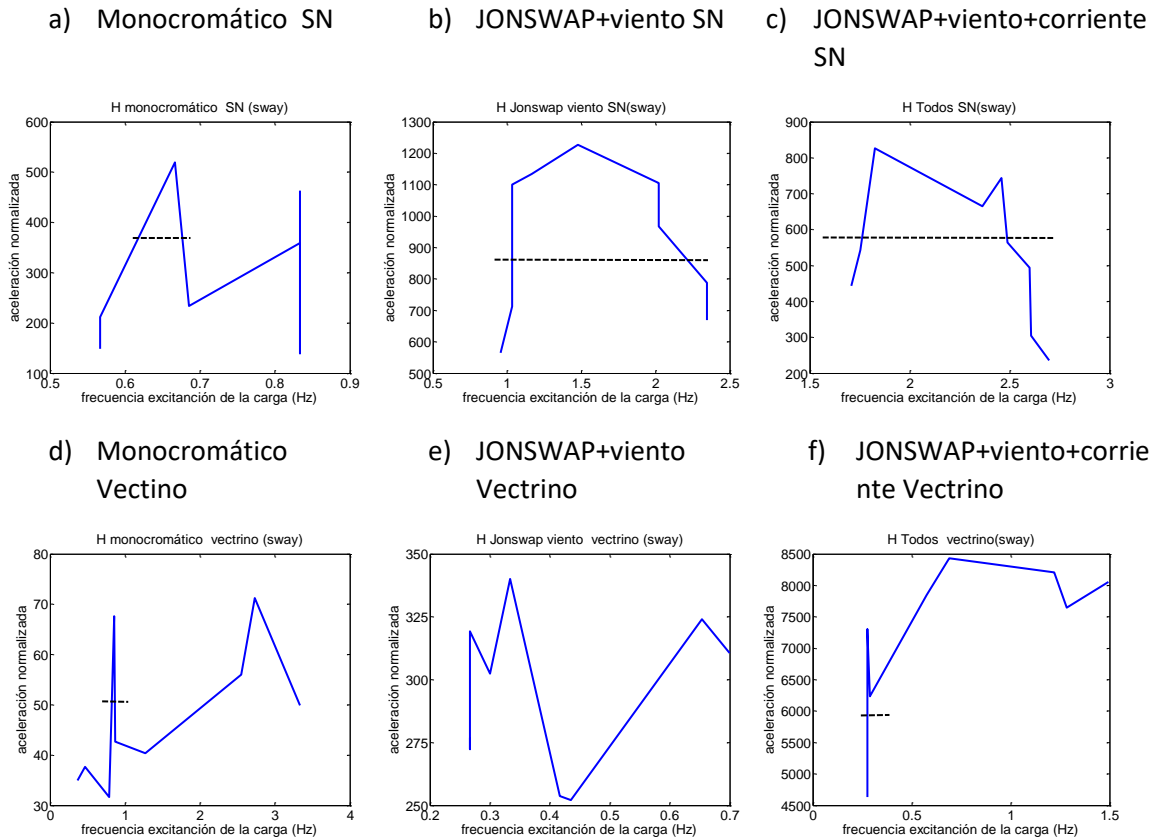 a) Monocromático SN
b) JONSWAP+viento SN
c) JONSWAP+viento+corriente
SN
H monocromático SN (sway)
600
500
400
300
200
100
aceleración normalizada
0.5 0.6 0.7 0.8 0.9
frecuencia excitanción de la carga (Hz)
H Jonswap viento SN(sway)
1300
1200
1100
1000
900
800
700
600
500
aceleración normalizada
0.5 1 1.5 2 2.5
frecuencia excitanción de la carga (Hz)
H Todos SN(sway)
900
800
700
600
500
400
300
200
aceleración normalizada
1.5 2 2.5 3
frecuencia excitanción de la carga (Hz)
d) Monocromático
Vectino
e) JONSWAP+viento
Vectrino
f) JONSWAP+viento+corrie
nte Vectrino
H monocromático vectrino (sway)
80
70
60
50
40
30
aceleración normalizada
0 1 2 3 4
frecuencia excitanción de la carga (Hz)
H Jonswap viento vectrino (sway)
350
325
300
275
250
aceleración normalizada
0.2 0.3 0.4 0.5 0.6 0.7
frecuencia excitanción de la carga (Hz)
H Todos vectrino(sway)
8500
8000
7500
7000
6500
6000
5500
5000
4500
aceleración normalizada
0 0.5 1 1.5
frecuencia excitanción de la carga (Hz)